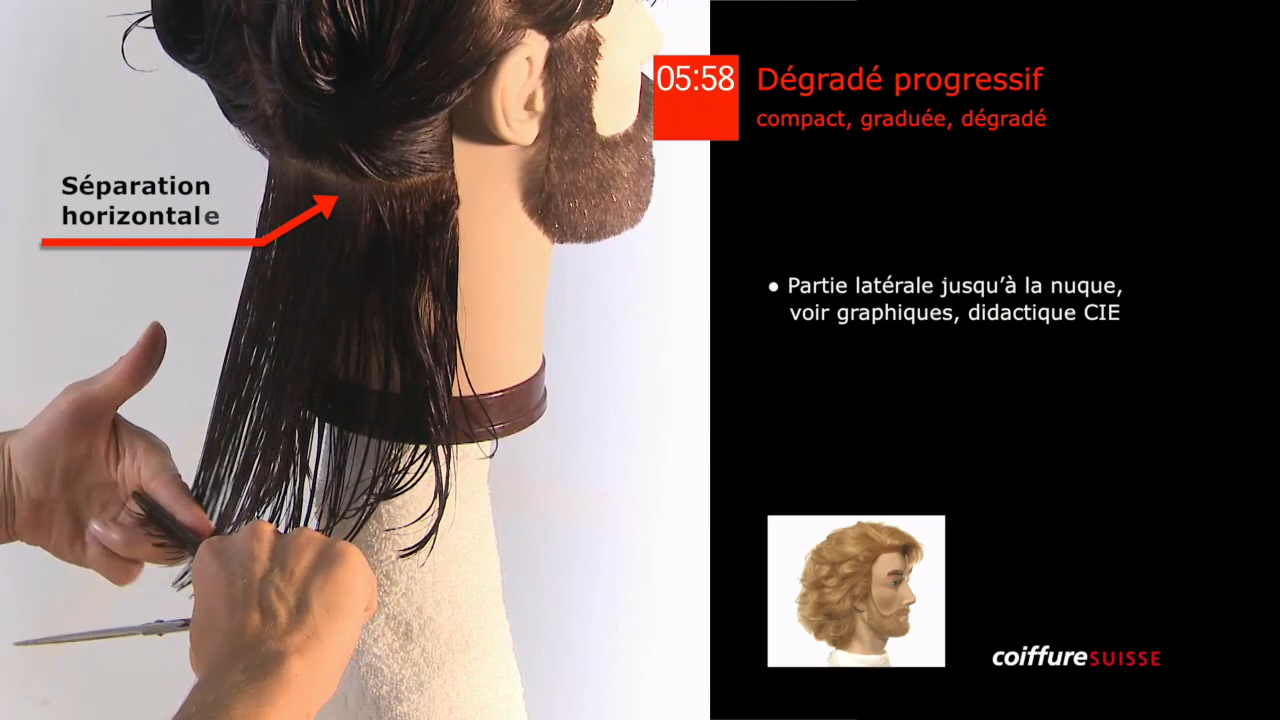 Séparation
horizontale
05:58
Dégradé progressif
compact, graduée, dégradé
● Partie latérale jusqu’à la nuque,
voir graphiques, didactique CIE
coiffureSUISSE